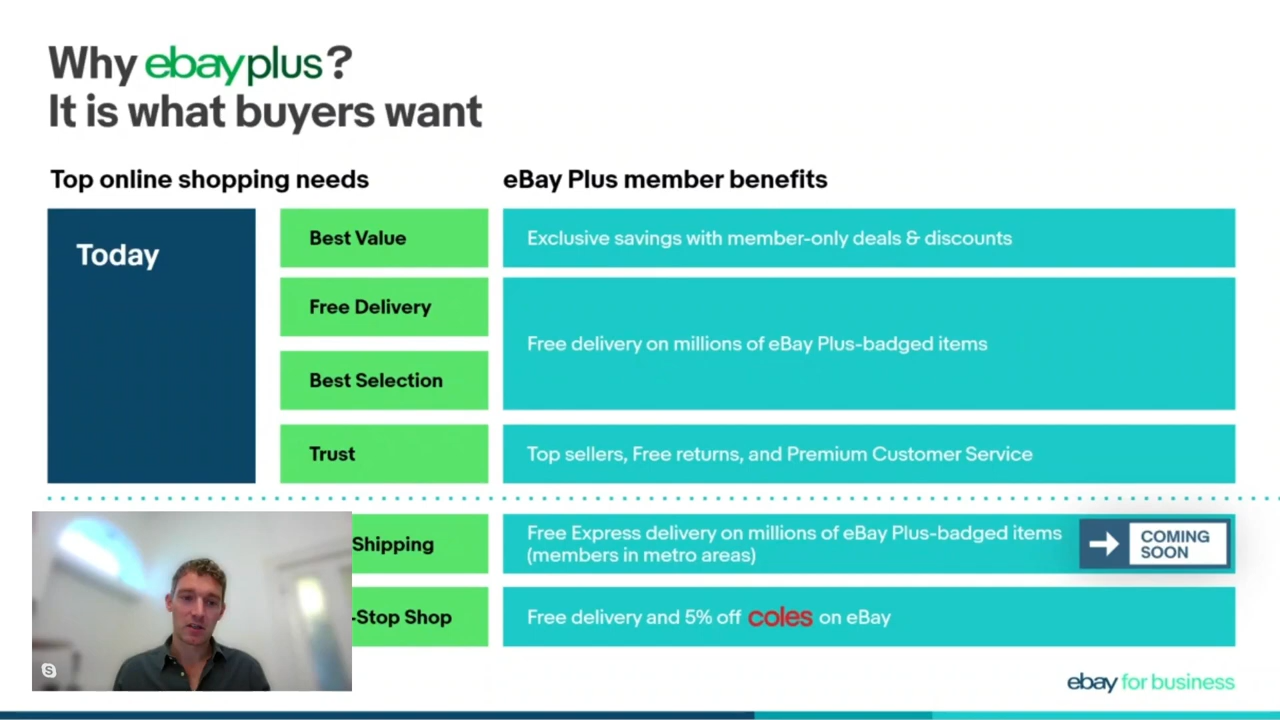 Why ebayplus?
It is what buyers want
Top online shopping needs
eBay Plus member benefits
Today
Best Value
Exclusive savings with member-only deals & discounts
Free Delivery
Free delivery on millions of eBay Plus-badged items
Best Selection
Trust
Top sellers, Free returns, and Premium Customer Service
Shipping
Free Express delivery on millions of eBay Plus-badged items
(members in metro areas)
COMING
SOON
-Stop Shop
Free delivery and 5% off coles on eBay
S
ebay for business